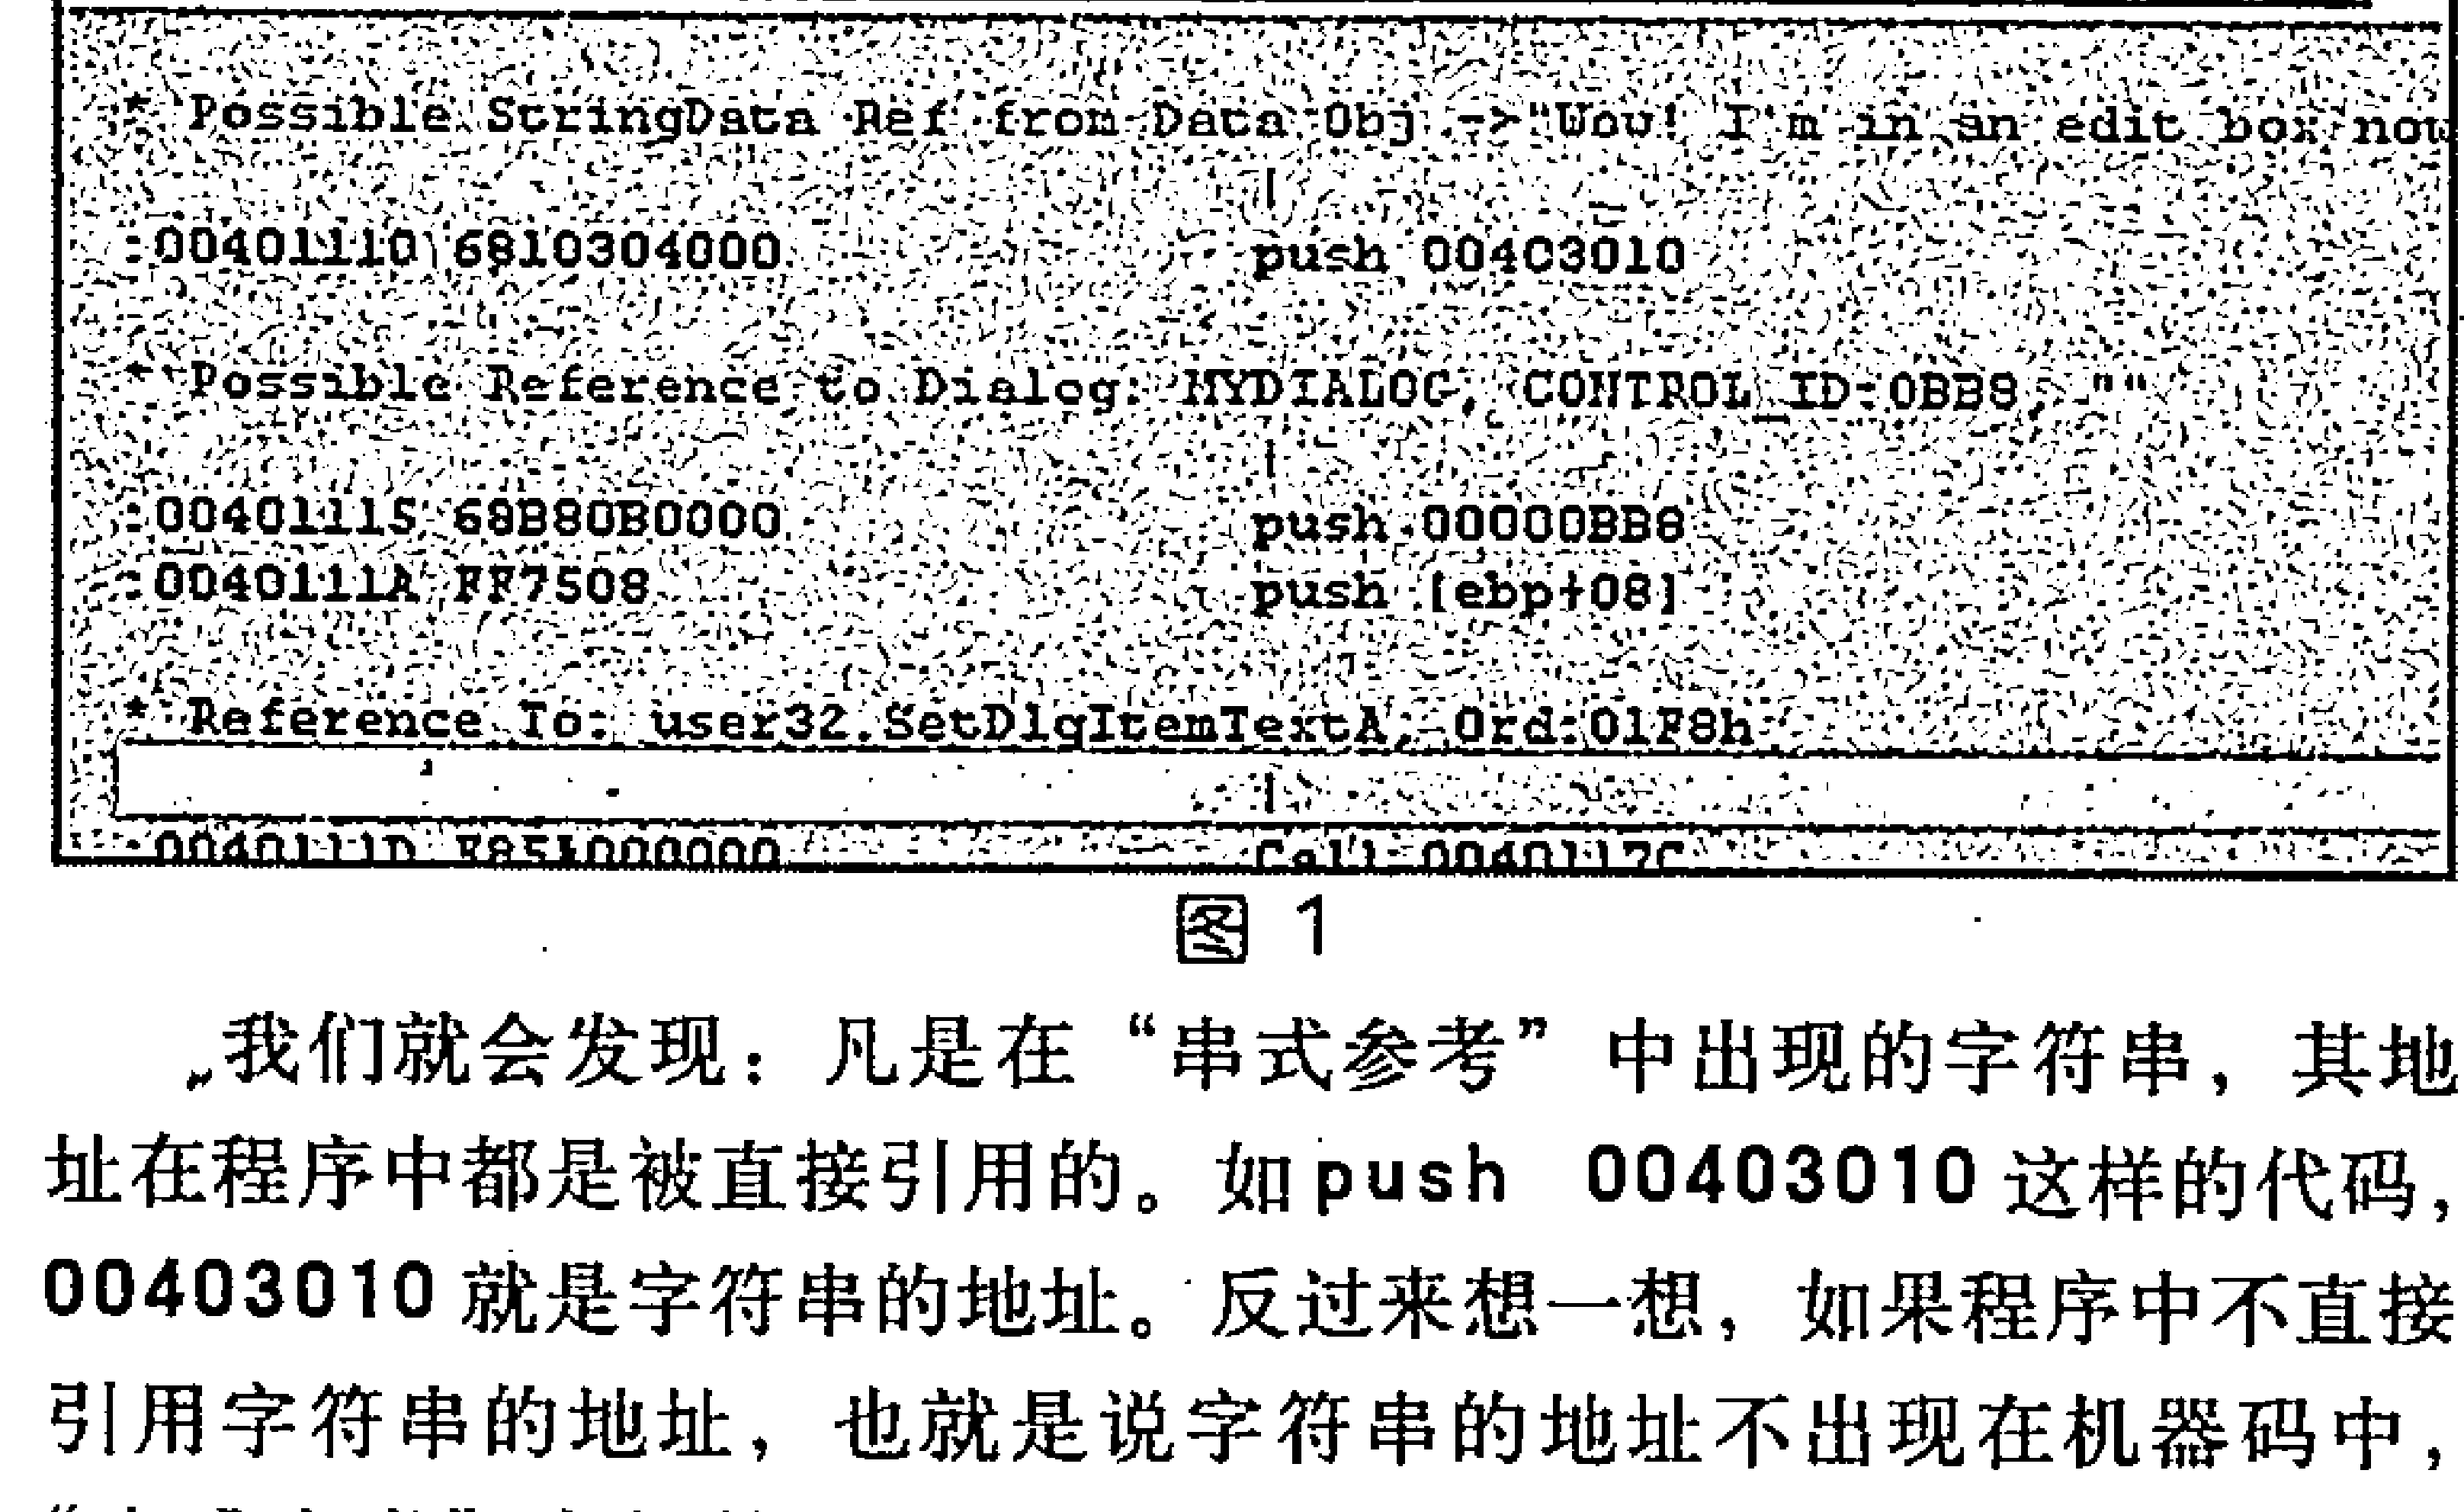 * Possible StringData Ref from Data Obj ->"Wow! I'm in an edit box now
|
:00401110 6810304000 push 00403010
* Possible Reference to Dialog: MYDIALOG, CONTROL_ID:0BB8, ""
|
:00401115 68B80B0000 push 00000BB8
:0040111A FF7508 push [ebp+08]
* Reference To: user32.SetDlgItemTextA, Ord:01F8h
|
:0040111D E85A000000 Call 0040117C
图 1
我们就会发现：凡是在“串式参考”中出现的字符串，其地
址在程序中都是被直接引用的。如push 00403010这样的代码，
00403010就是字符串的地址。反过来想一想，如果程序中不直接
引用字符串的地址，也就是说字符串的地址不出现在机器码中，